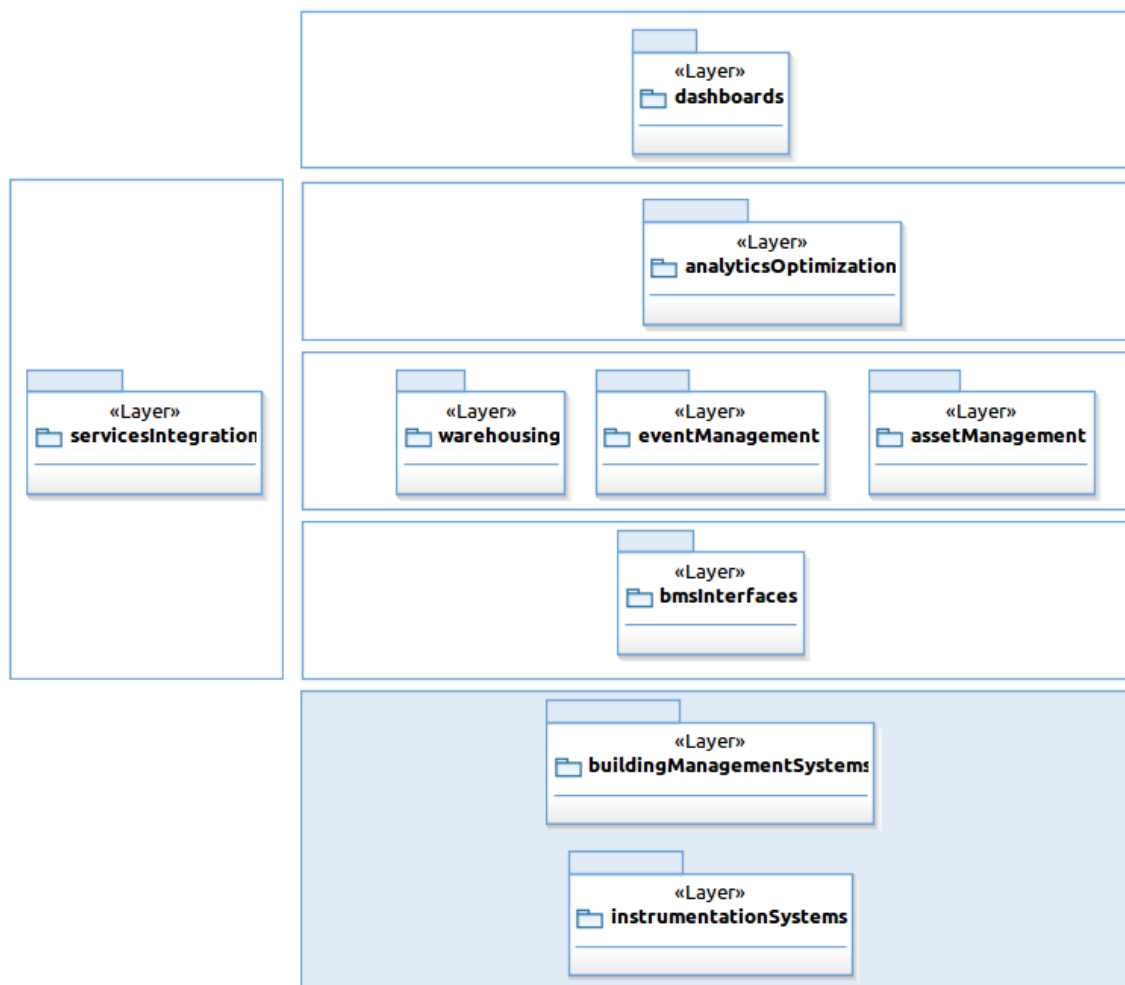 «Layer»
dashboards
«Layer»
analyticsOptimization
«Layer»
servicesIntegration
«Layer»
warehousing
«Layer»
eventManagement
«Layer»
assetManagement
«Layer»
bmsInterfaces
«Layer»
buildingManagementSystems
«Layer»
instrumentationSystems